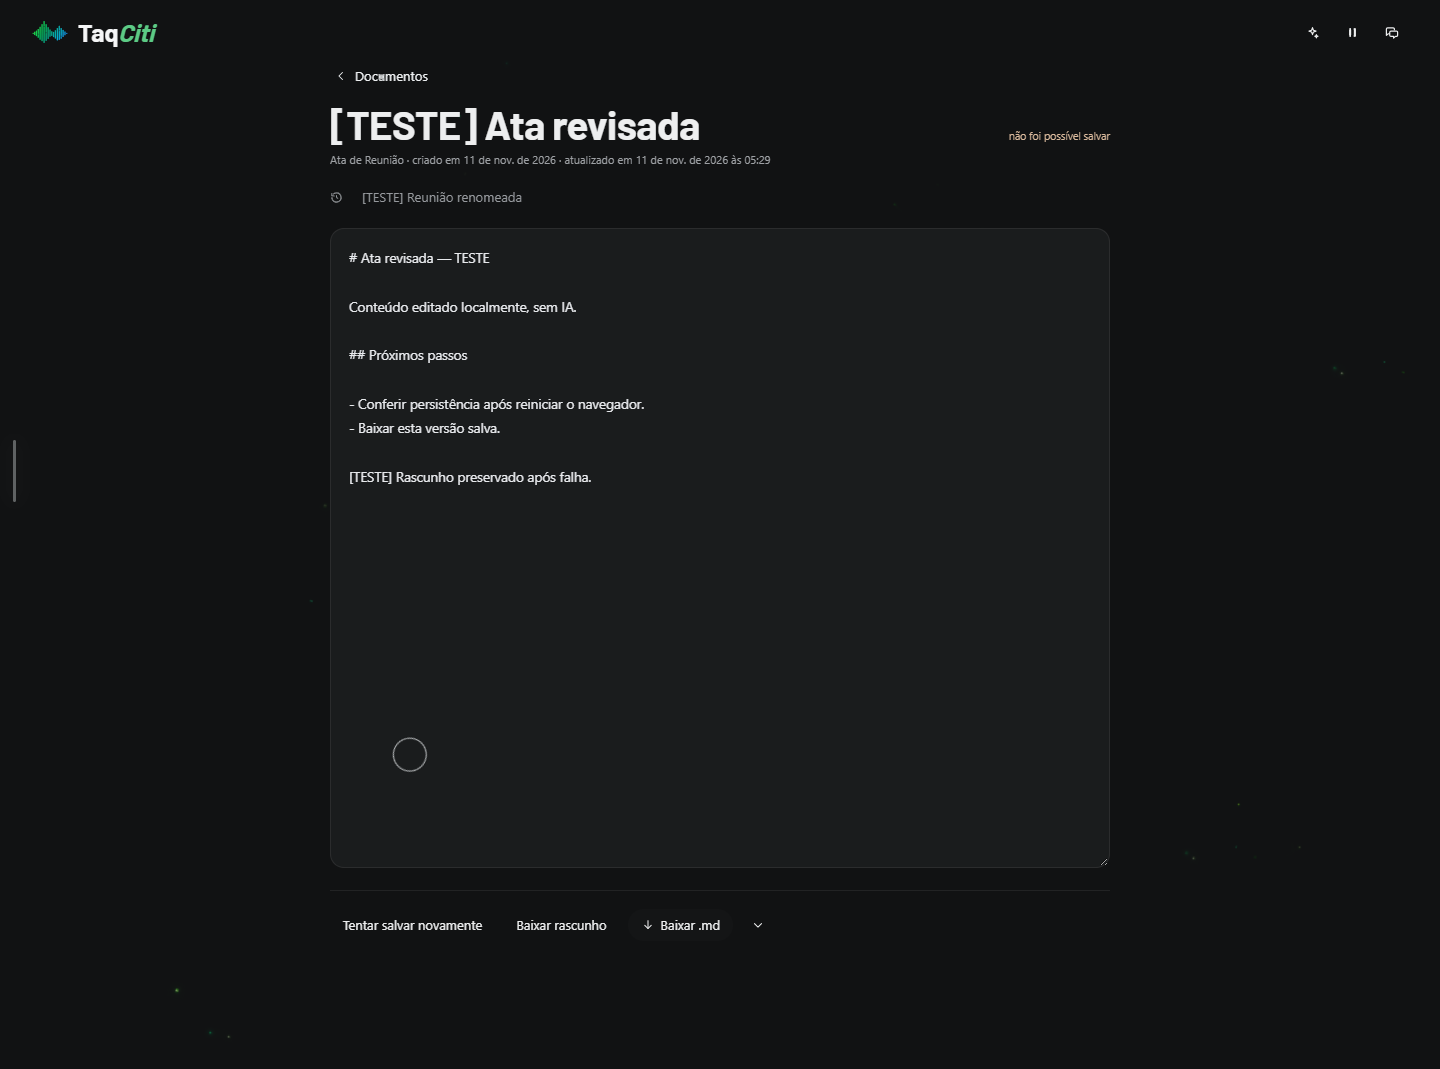 TaqCiti
Documentos
[TESTE] Ata revisada
não foi possível salvar
Ata de Reunião · criado em 11 de nov. de 2026 · atualizado em 11 de nov. de 2026 às 05:29
[TESTE] Reunião renomeada
# Ata revisada — TESTE
Conteúdo editado localmente, sem IA.
## Próximos passos
- Conferir persistência após reiniciar o navegador.
- Baixar esta versão salva.
[TESTE] Rascunho preservado após falha.
Tentar salvar novamente
Baixar rascunho
Baixar .md